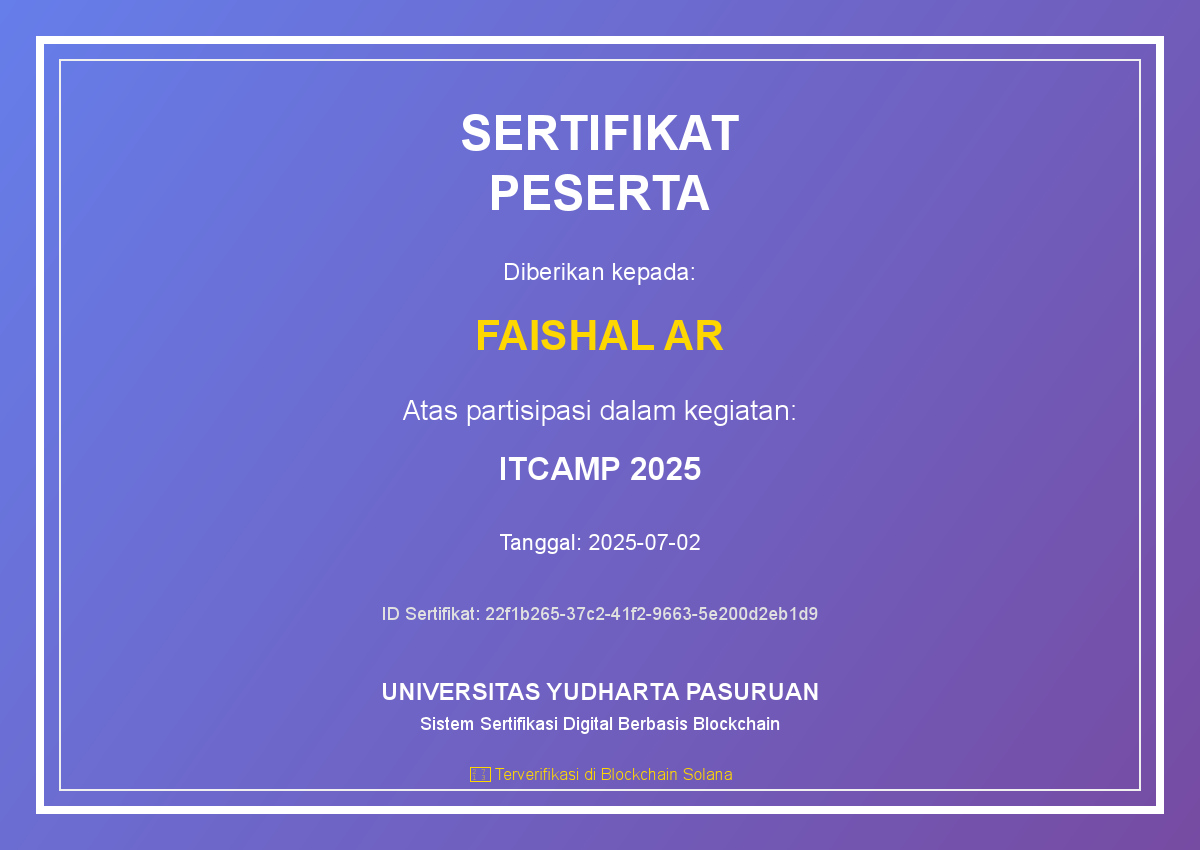 SERTIFIKAT
PESERTA
Diberikan kepada:
FAISHAL AR
Atas partisipasi dalam kegiatan:
ITCAMP 2025
Tanggal: 2025-07-02
ID Sertifikat: 22f1b265-37c2-41f2-9663-5e200d2eb1d9
UNIVERSITAS YUDHARTA PASURUAN
Sistem Sertifikasi Digital Berbasis Blockchain
Terverifikasi di Blockchain Solana